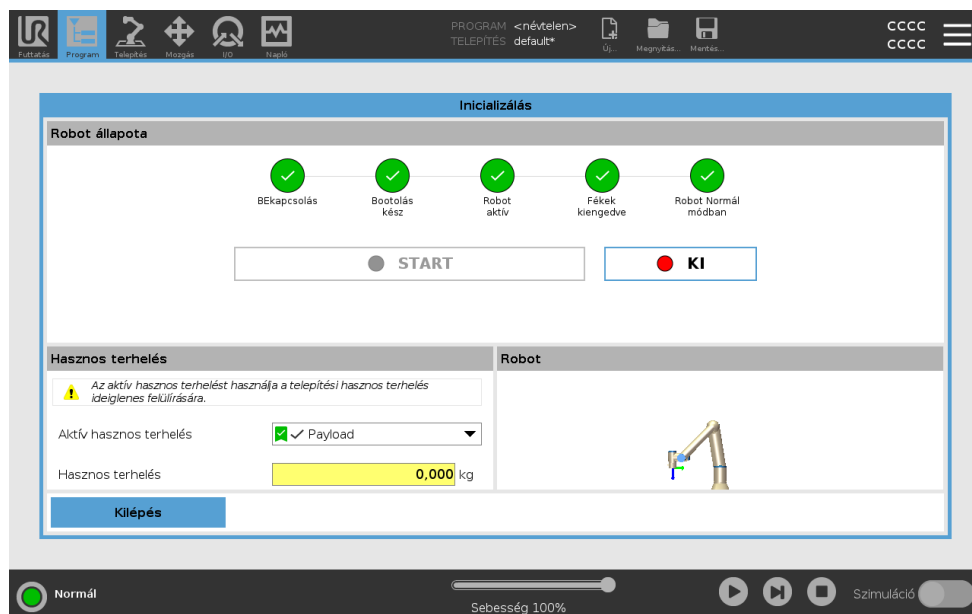 PROGRAM <névtelen>
TELEPÍTÉS default*
cccc
cccc
Futtatás Program Telepítés Mozgás I/O Napló Új... Megnyitás... Mentés...
Inicializálás
Robot állapota
BEkapcsolás Bootolás kész Robot aktív Fékek kiengedve Robot Normál módban
START KI
Hasznos terhelés Robot
Az aktív hasznos terhelést használja a telepítési hasznos terhelés
ideiglenes felülírására.
Aktív hasznos terhelés Payload
Hasznos terhelés 0,000 kg
Kilépés
Normál
Sebesség 100%
Szimuláció